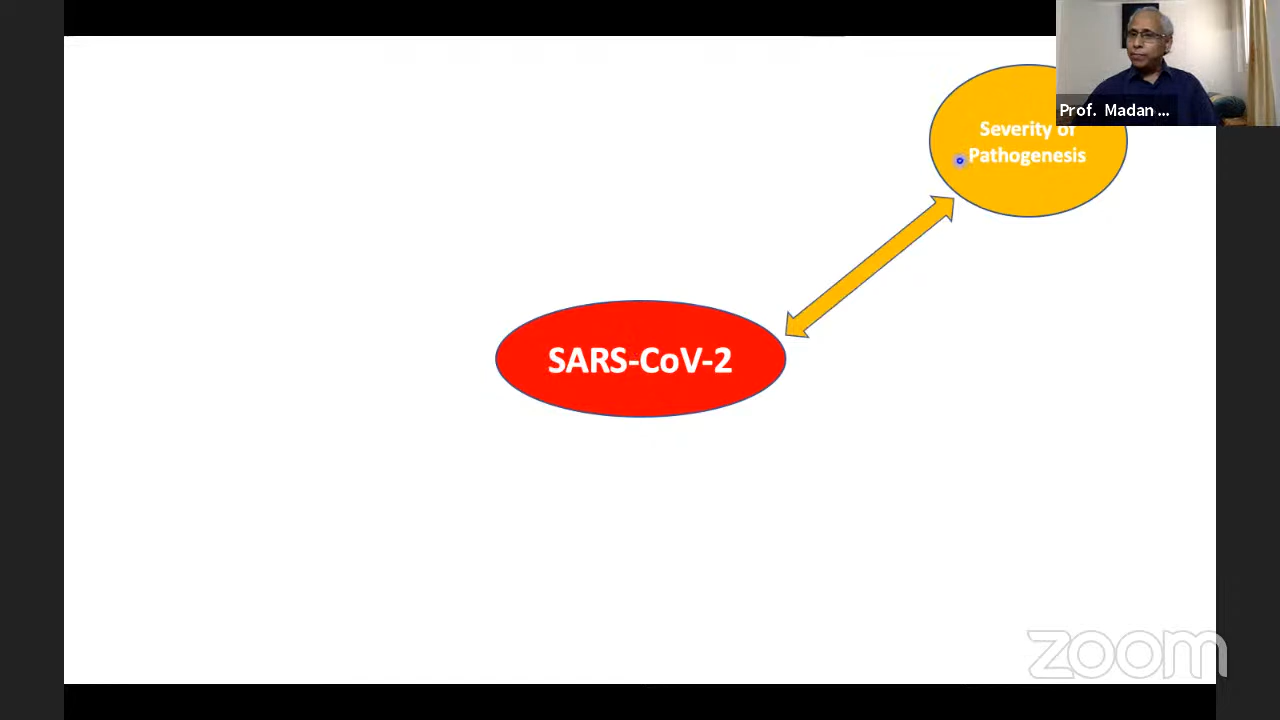 Prof. Madan ...
Severity of
Pathogenesis
SARS-CoV-2
zoom